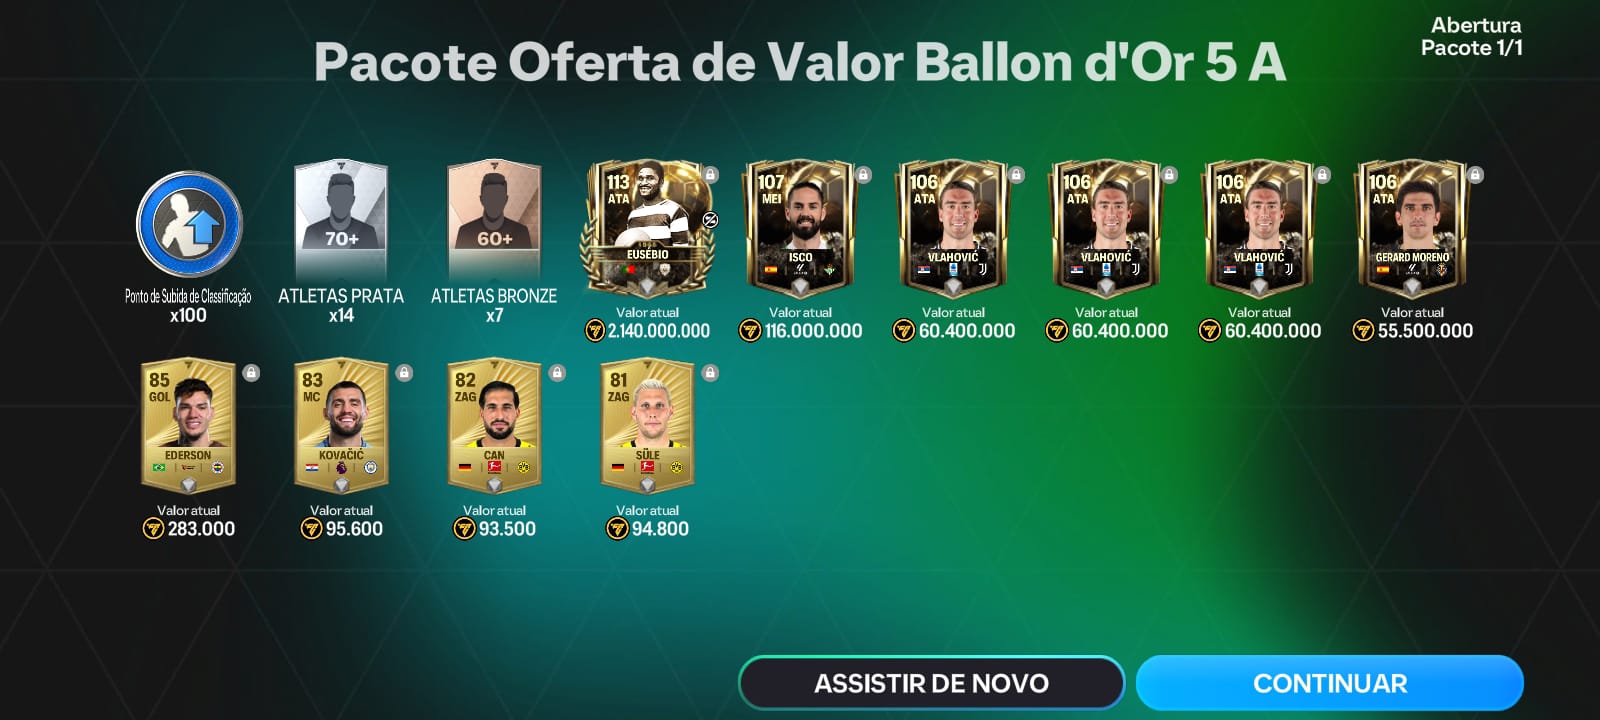 Abertura
Pacote 1/1
Pacote Oferta de Valor Ballon d'Or 5 A
70+
60+
113
ATA
EUSÉBIO
107
MEI
ISCO
106
ATA
VLAHOVIĆ
106
ATA
VLAHOVIĆ
106
ATA
VLAHOVIĆ
106
ATA
GERARD MORENO
Ponto de Subida de Classificação
x100
ATLETAS PRATA
x14
ATLETAS BRONZE
x7
Valor atual
2.140.000.000
Valor atual
116.000.000
Valor atual
60.400.000
Valor atual
60.400.000
Valor atual
60.400.000
Valor atual
55.500.000
85
GOL
EDERSON
83
MC
KOVAČIĆ
82
ZAG
CAN
81
ZAG
SÜLE
Valor atual
283.000
Valor atual
95.600
Valor atual
93.500
Valor atual
94.800
ASSISTIR DE NOVO
CONTINUAR